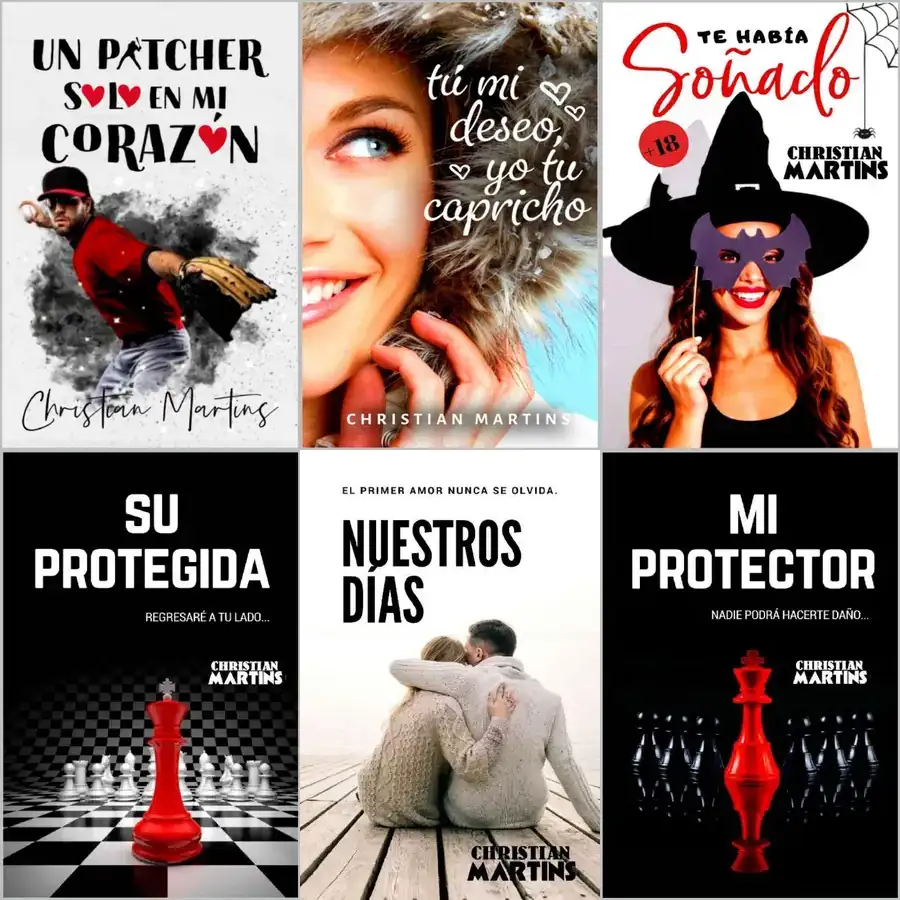 UN PITCHER
SOLO EN MI
CORAZÓN
Christian Martins
tú mi
deseo,
yo tu
capricho
CHRISTIAN MARTINS
TE HABÍA
Soñado
+18
CHRISTIAN
MARTINS
SU
PROTEGIDA
REGRESARÉ A TU LADO...
CHRISTIAN
MARTINS
EL PRIMER AMOR NUNCA SE OLVIDA.
NUESTROS
DÍAS
CHRISTIAN
MARTINS
MI
PROTECTOR
NADIE PODRÁ HACERTE DAÑO...
CHRISTIAN
MARTINS